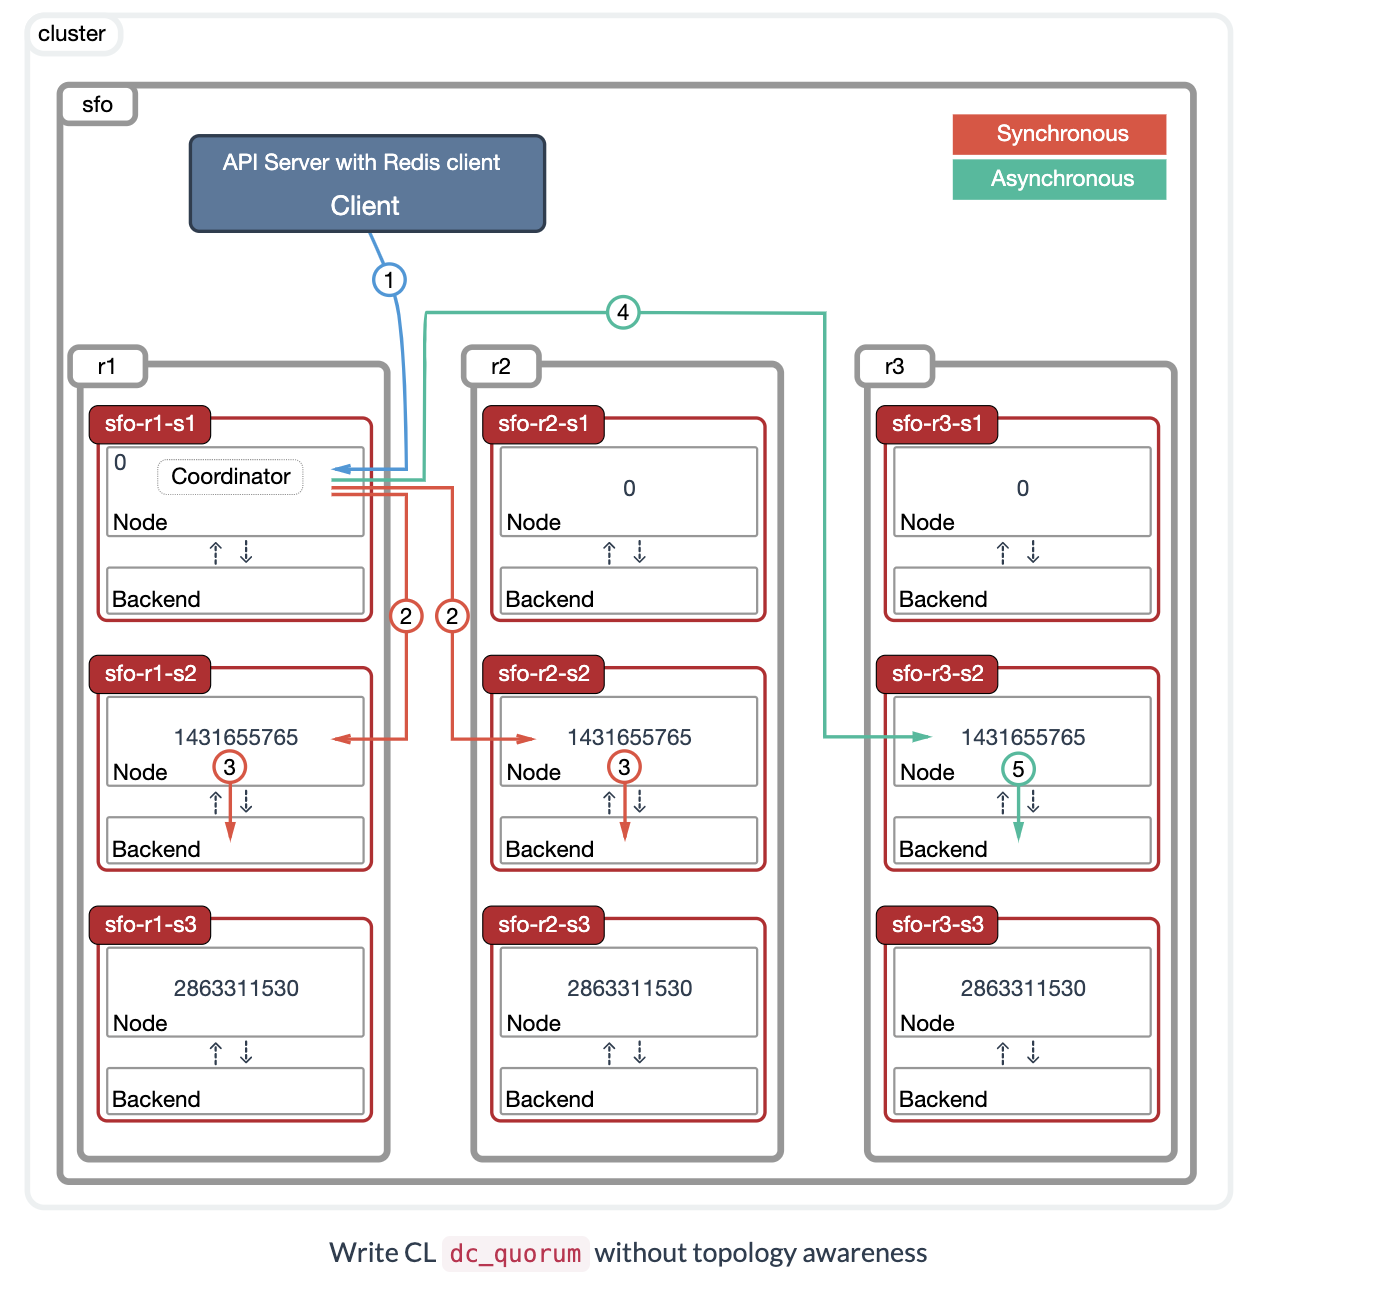 cluster
sfo
API Server with Redis client
Client
Synchronous
Asynchronous
1
4
r1
r2
r3
sfo-r1-s1
0
Coordinator
Node
Backend
sfo-r2-s1
0
Node
Backend
sfo-r3-s1
0
Node
Backend
2
2
sfo-r1-s2
1431655765
3
Node
Backend
sfo-r2-s2
1431655765
3
Node
Backend
sfo-r3-s2
1431655765
5
Node
Backend
sfo-r1-s3
2863311530
Node
Backend
sfo-r2-s3
2863311530
Node
Backend
sfo-r3-s3
2863311530
Node
Backend
Write CL dc_quorum without topology awareness